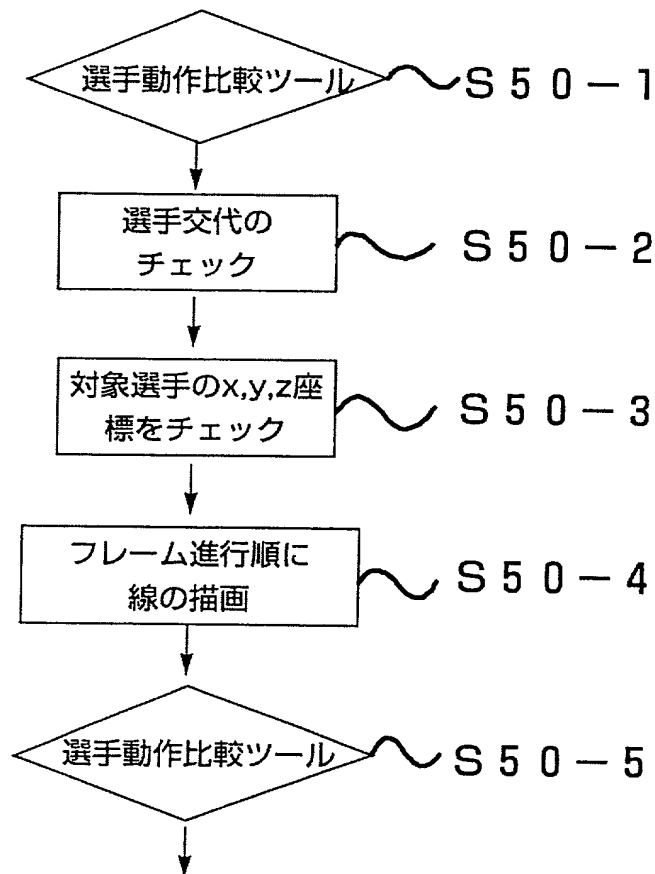 選手動作比較ツール
S50-1
選手交代の
チェック
S50-2
対象選手のx,y,z座
標をチェック
S50-3
フレーム進行順に
線の描画
S50-4
選手動作比較ツール
S50-5